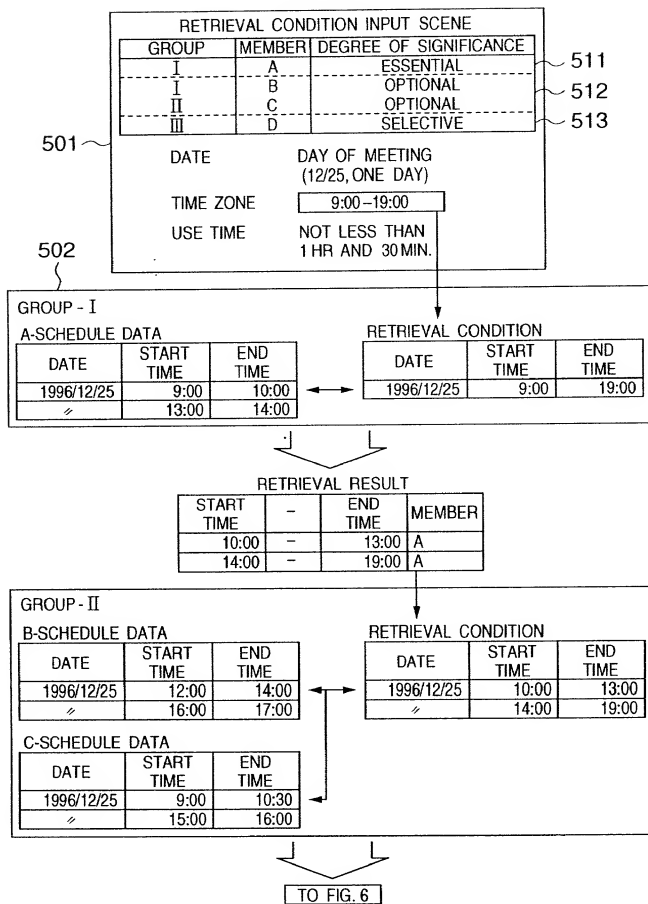 RETRIEVAL CONDITION INPUT SCENE
GROUP MEMBER DEGREE OF SIGNIFICANCE
I A ESSENTIAL
I B OPTIONAL
II C OPTIONAL
III D SELECTIVE
511
512
513
501
DATE DAY OF MEETING
(12/25, ONE DAY)
TIME ZONE 9:00-19:00
USE TIME NOT LESS THAN
1 HR AND 30 MIN.
502
GROUP - I
A-SCHEDULE DATA
DATE START TIME END TIME
1996/12/25 9:00 10:00
〃 13:00 14:00
RETRIEVAL CONDITION
DATE START TIME END TIME
1996/12/25 9:00 19:00
RETRIEVAL RESULT
START TIME - END TIME MEMBER
10:00 - 13:00 A
14:00 - 19:00 A
GROUP - II
B-SCHEDULE DATA
DATE START TIME END TIME
1996/12/25 12:00 14:00
〃 16:00 17:00
RETRIEVAL CONDITION
DATE START TIME END TIME
1996/12/25 10:00 13:00
〃 14:00 19:00
C-SCHEDULE DATA
DATE START TIME END TIME
1996/12/25 9:00 10:30
〃 15:00 16:00
TO FIG. 6